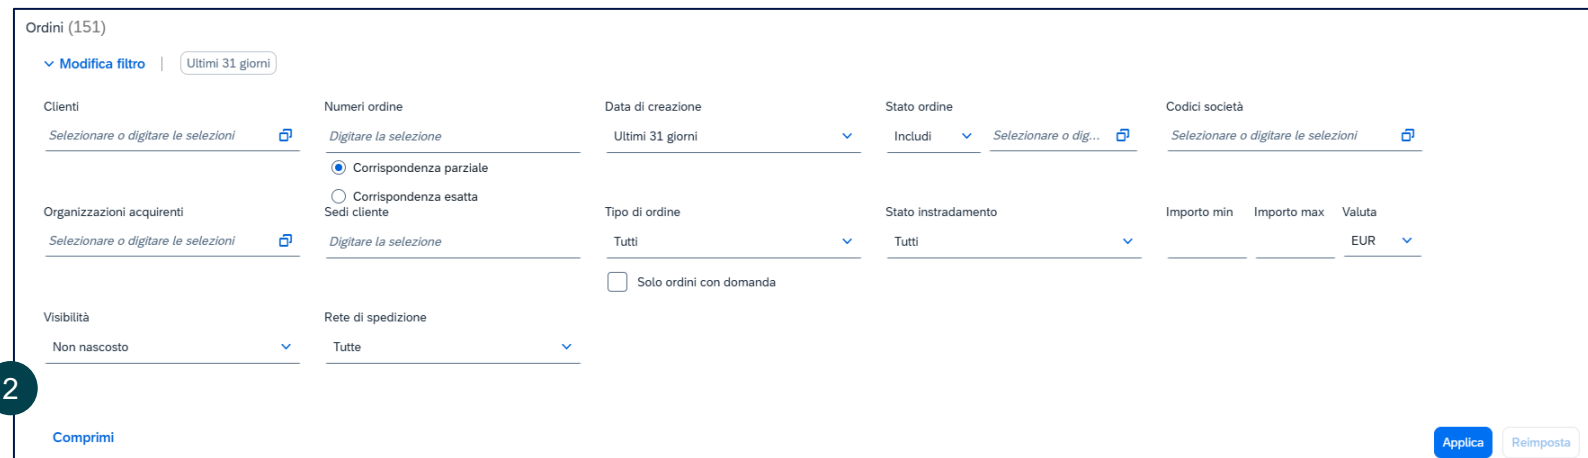 Ordini (151)
Modifica filtro | Ultimi 31 giorni
Clienti Numeri ordine Data di creazione Stato ordine Codici società
Selezionare o digitare le selezioni Digitare la selezione Ultimi 31 giorni Includi Selezionare o dig... Selezionare o digitare le selezioni
Corrispondenza parziale
Corrispondenza esatta
Organizzazioni acquirenti Sedi cliente Tipo di ordine Stato instradamento Importo min Importo max Valuta
Selezionare o digitare le selezioni Digitare la selezione Tutti Tutti EUR
Solo ordini con domanda
Visibilità Rete di spedizione
Non nascosto Tutte
2
Comprimi Applica Reimposta